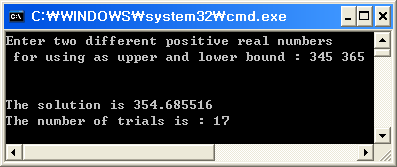 C:₩WINDOWS₩system32₩cmd.exe
Enter two different positive real numbers
for using as upper and lower bound : 345 365
The solution is 354.685516
The number of trials is : 17